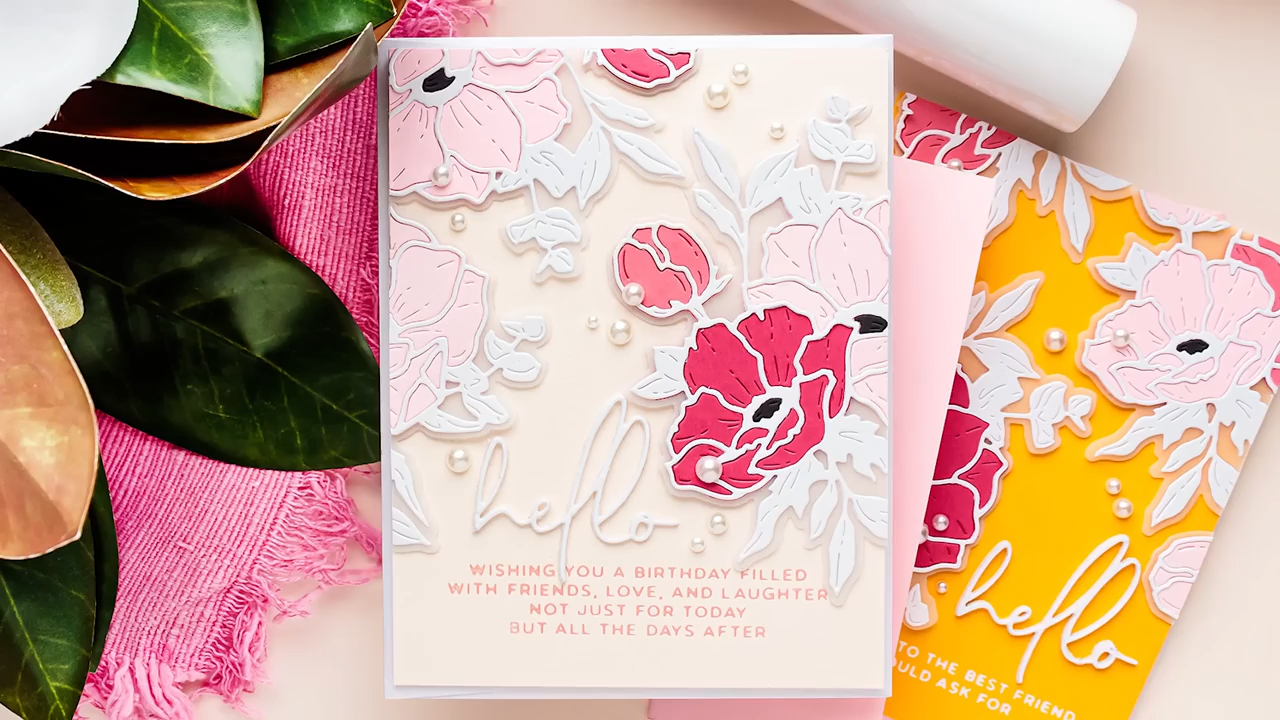 hello
WISHING YOU A BIRTHDAY FILLED
WITH FRIENDS, LOVE, AND LAUGHTER
NOT JUST FOR TODAY
BUT ALL THE DAYS AFTER
hello
TO THE BEST FRIEND
ASK FOR